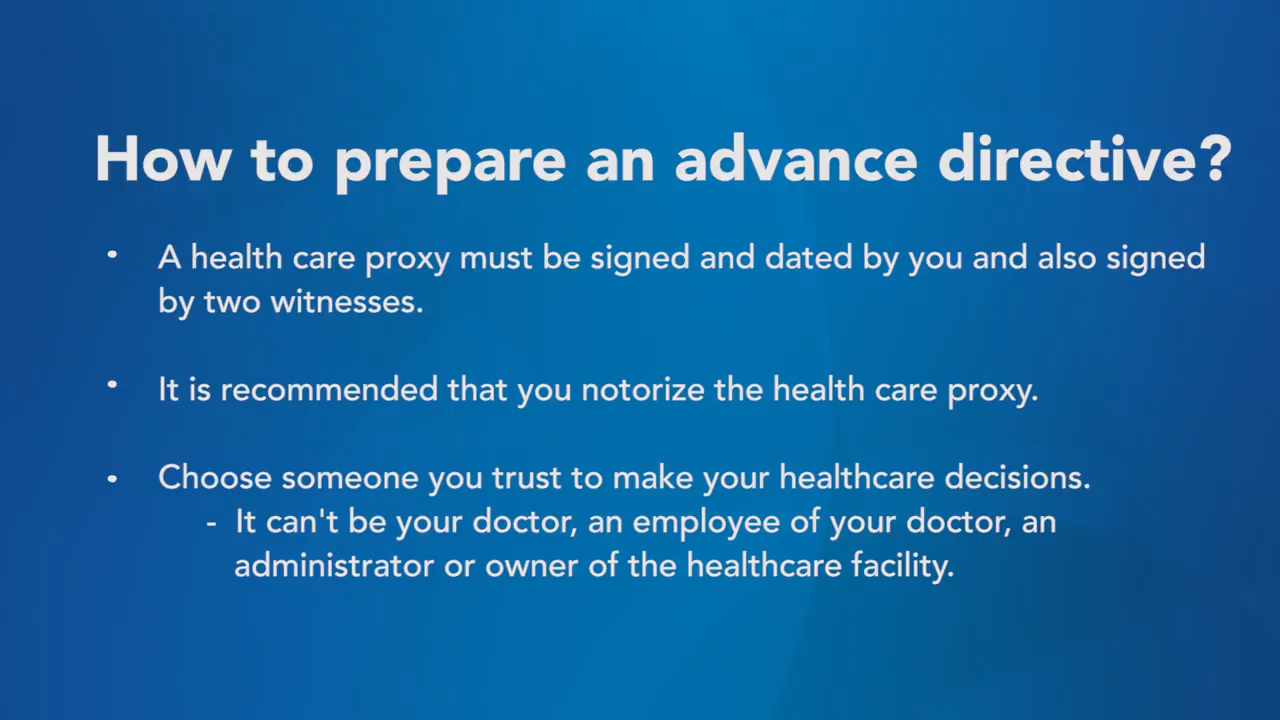 How to prepare an advance directive?
• A health care proxy must be signed and dated by you and also signed
by two witnesses.
• It is recommended that you notorize the health care proxy.
• Choose someone you trust to make your healthcare decisions.
- It can't be your doctor, an employee of your doctor, an
administrator or owner of the healthcare facility.